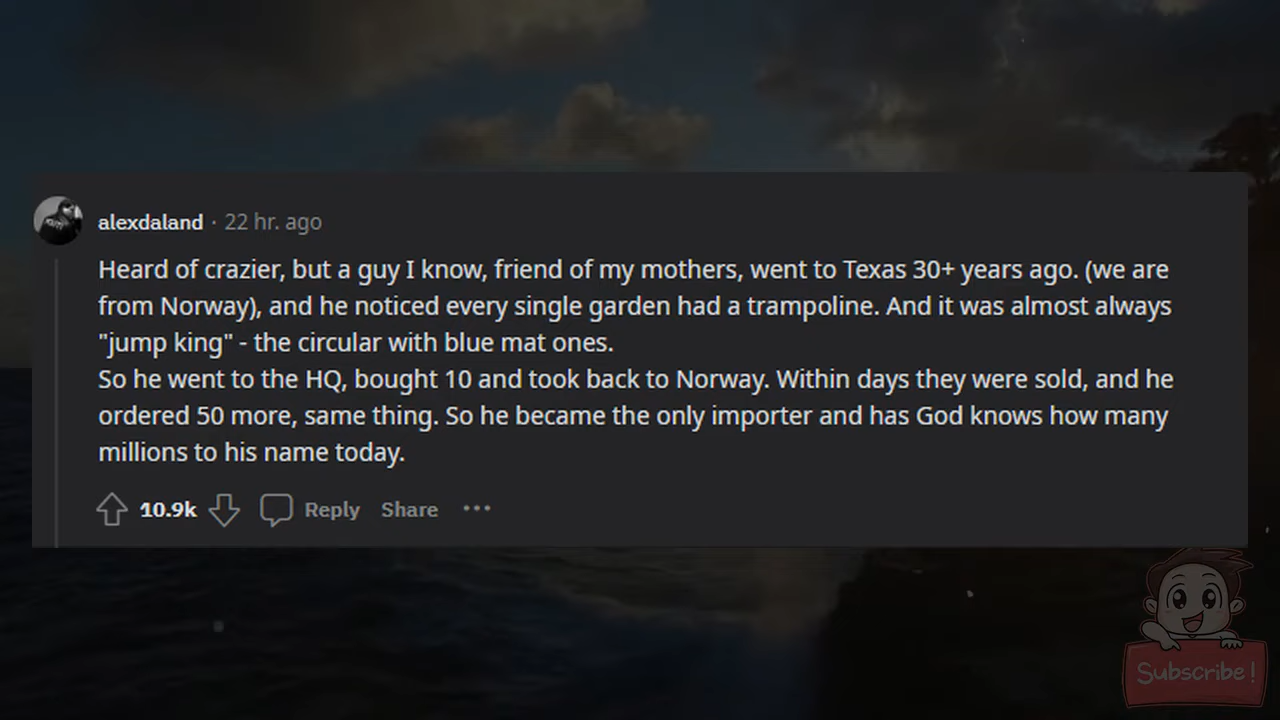 alexdaland · 22 hr. ago
Heard of crazier, but a guy I know, friend of my mothers, went to Texas 30+ years ago. (we are
from Norway), and he noticed every single garden had a trampoline. And it was almost always
"jump king" - the circular with blue mat ones.
So he went to the HQ, bought 10 and took back to Norway. Within days they were sold, and he
ordered 50 more, same thing. So he became the only importer and has God knows how many
millions to his name today.
10.9k Reply Share •••
Subscribe!